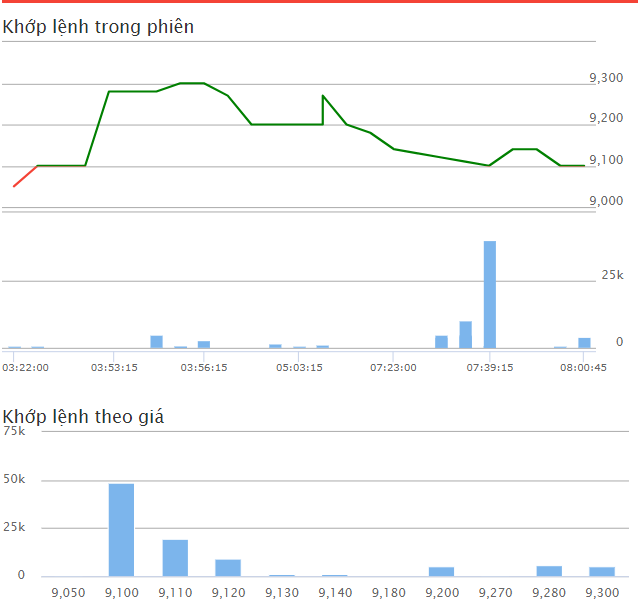 Khớp lệnh trong phiên
9,300
9,200
9,100
9,000
25k
0
03:22:00 03:53:15 03:56:15 05:03:15 07:23:00 07:39:15 08:00:45
Khớp lệnh theo giá
75k
50k
25k
0
9,050 9,100 9,110 9,120 9,130 9,140 9,180 9,200 9,270 9,280 9,300